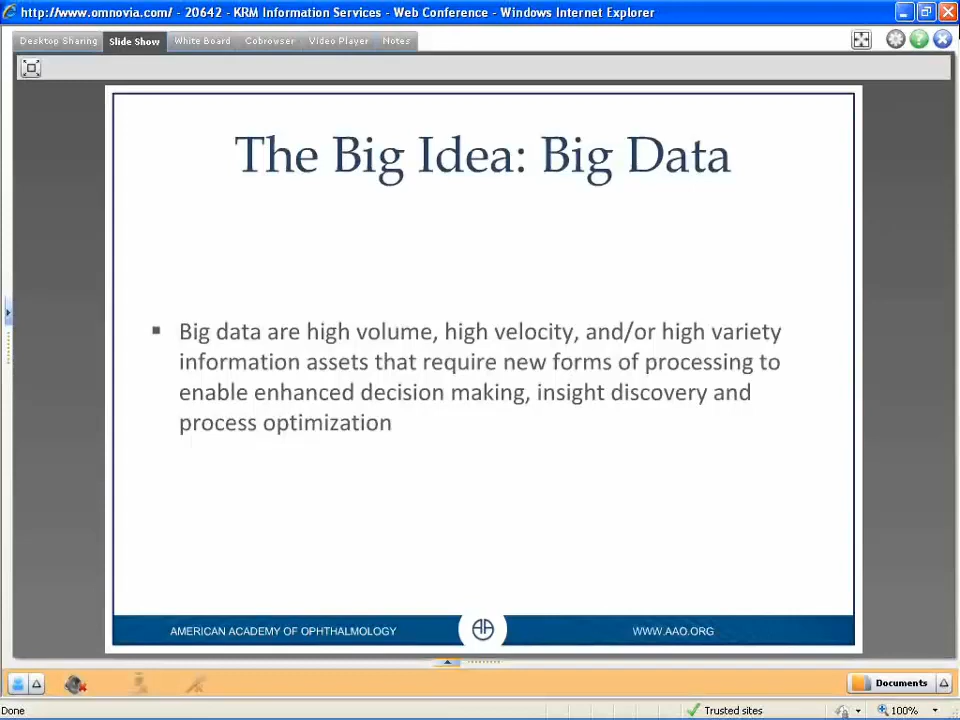 http://www.omnovia.com/ - 20642 - KRM Information Services - Web Conference - Windows Internet Explorer
Desktop Sharing Slide Show White Board Cobrowser Video Player Notes
The Big Idea: Big Data
▪ Big data are high volume, high velocity, and/or high variety
information assets that require new forms of processing to
enable enhanced decision making, insight discovery and
process optimization
AMERICAN ACADEMY OF OPHTHALMOLOGY WWW.AAO.ORG
Documents
Done Trusted sites 100%